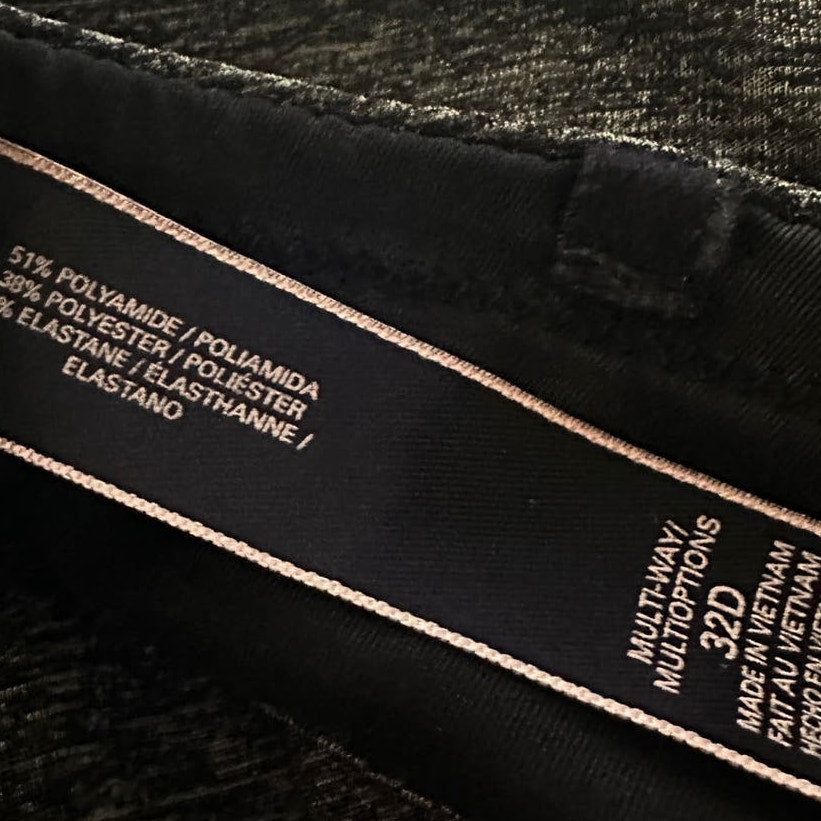 51% POLYAMIDE / POLIAMIDA
38% POLYESTER / POLIÉSTER
% ELASTANE / ÉLASTHANNE /
ELASTANO
MULTI-WAY/
MULTIOPTIONS
32D
MADE IN VIETNAM
FAIT AU VIETNAM
HECHO EN